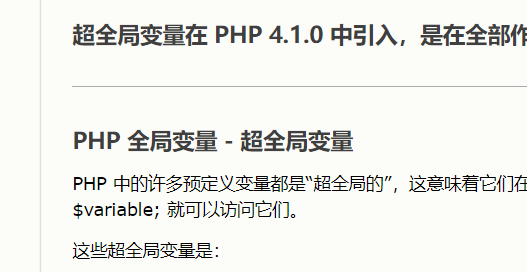 超全局变量在 PHP 4.1.0 中引入，是在全部作
PHP 全局变量 - 超全局变量
PHP 中的许多预定义变量都是“超全局的”，这意味着它们在
$variable; 就可以访问它们。
这些超全局变量是：